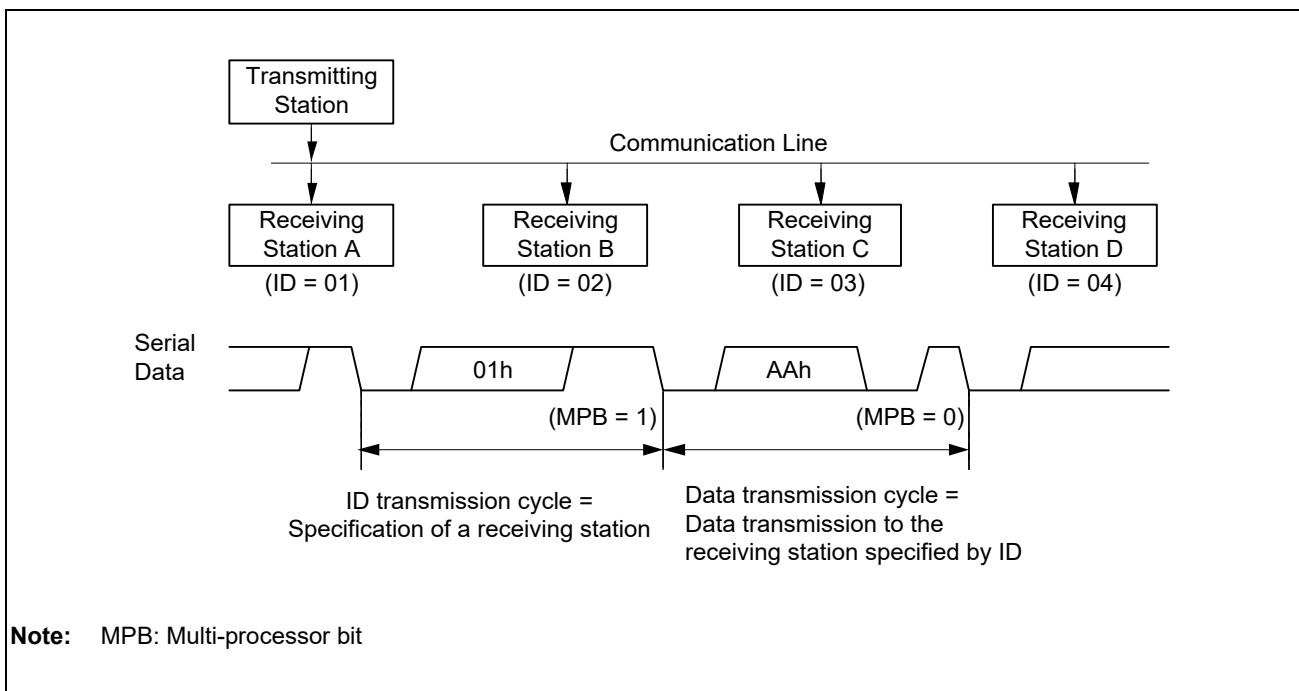 Transmitting
Station
Communication Line
Receiving
Station A
(ID = 01)
Receiving
Station B
(ID = 02)
Receiving
Station C
(ID = 03)
Receiving
Station D
(ID = 04)
Serial
Data
01h
AAh
(MPB = 1)
(MPB = 0)
ID transmission cycle =
Specification of a receiving station
Data transmission cycle =
Data transmission to the
receiving station specified by ID
Note: MPB: Multi-processor bit